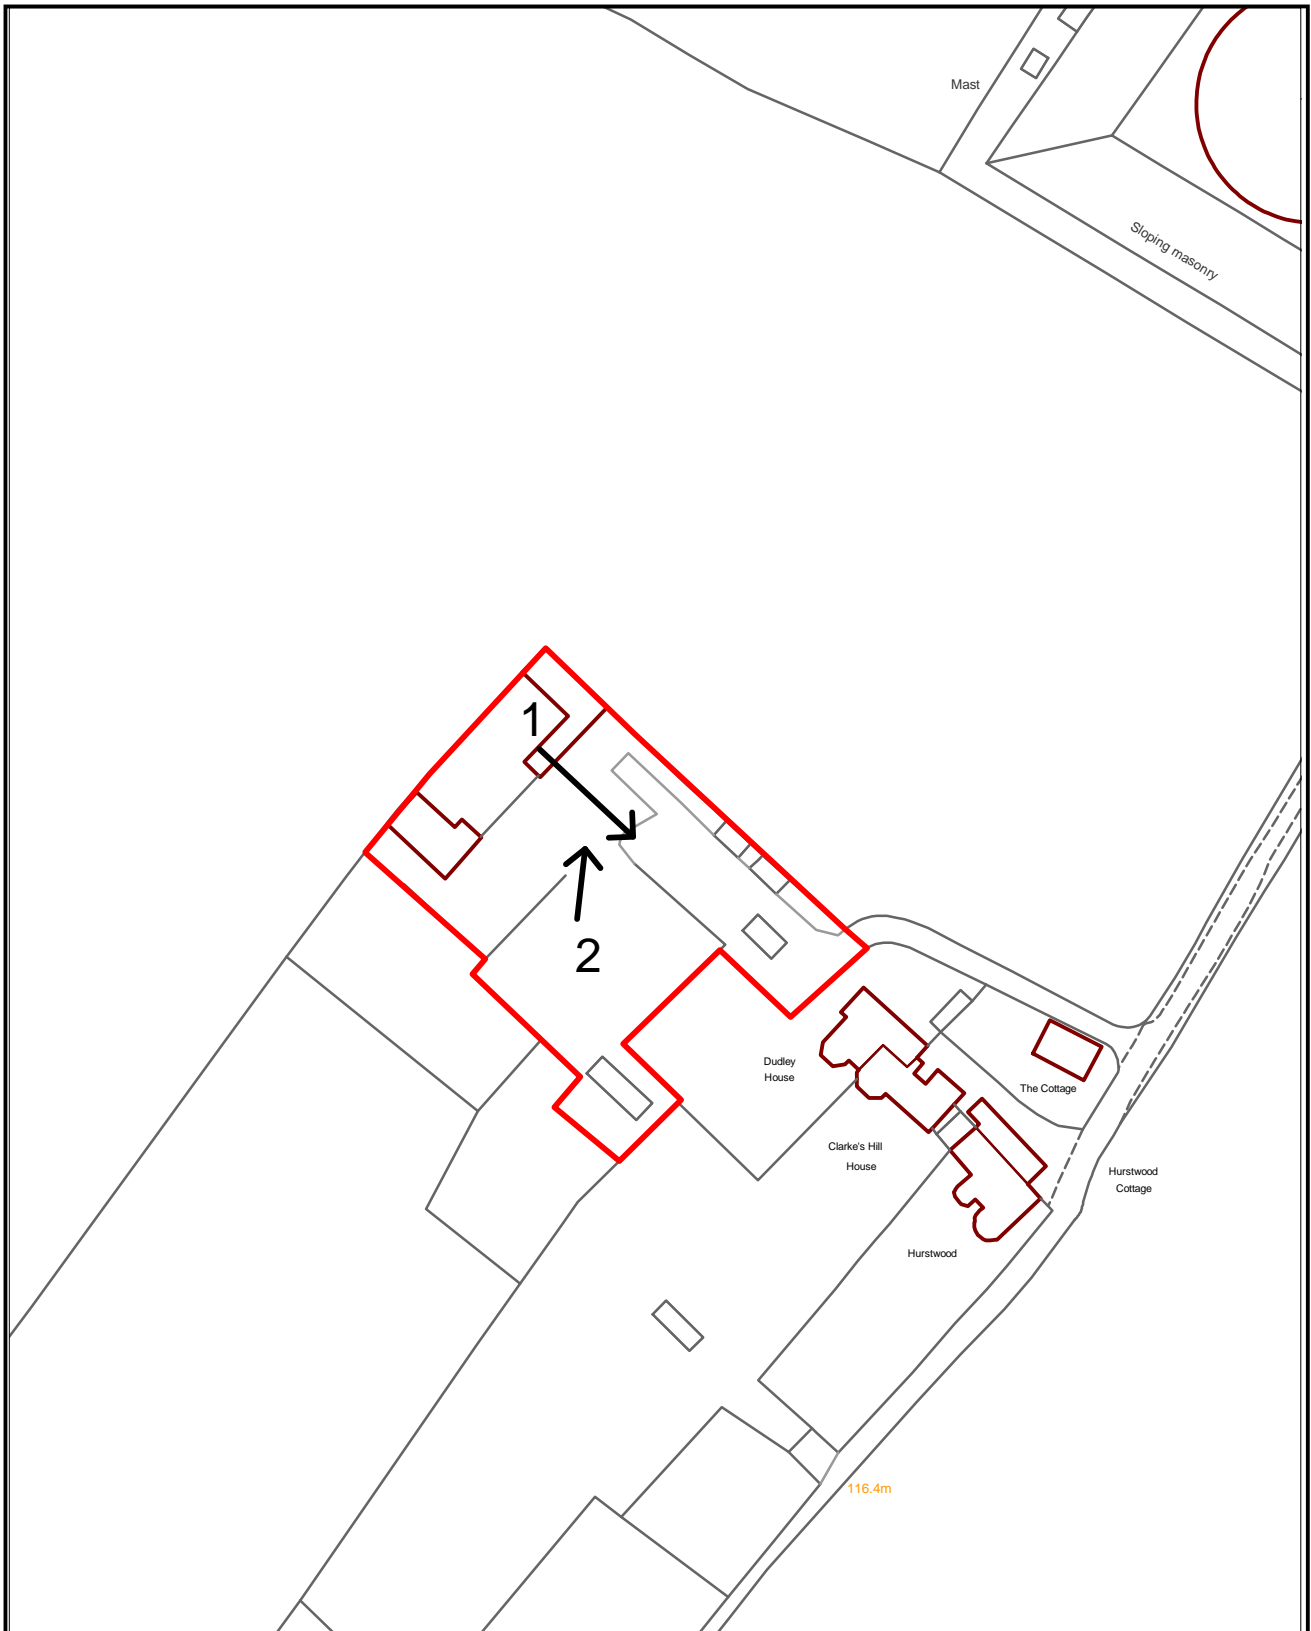 Mast
Sloping masonry
1
2
Dudley
House
The Cottage
Clarke's Hill
House
Hurstwood
Cottage
Hurstwood
116.4m